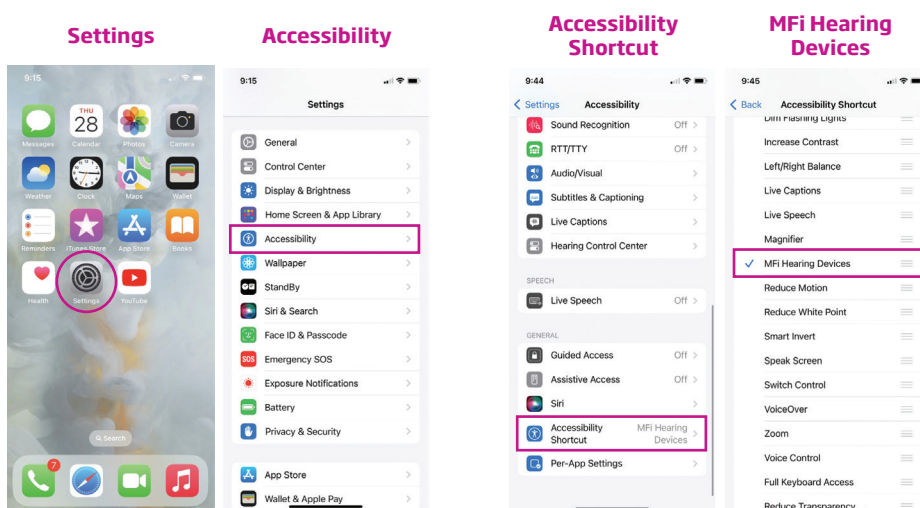 Settings
Accessibility
Accessibility
Shortcut
MFi Hearing
Devices
9:15
THU
28
Messages
Calendar
Photos
Camera
Weather
Clock
Maps
Wallet
Reminders
iTunes Store
App Store
Books
Health
Settings
YouTube
Search
7
9:15
Settings
General
Control Center
Display & Brightness
Home Screen & App Library
Accessibility
Wallpaper
StandBy
Siri & Search
Face ID & Passcode
SOS
Emergency SOS
Exposure Notifications
Battery
Privacy & Security
App Store
Wallet & Apple Pay
9:44
Settings Accessibility
Sound Recognition Off
RTT/TTY Off
Audio/Visual
Subtitles & Captioning
Live Captions
Hearing Control Center
SPEECH
Live Speech Off
GENERAL
Guided Access Off
Assistive Access Off
Siri
Accessibility Shortcut MFi Hearing Devices
Per-App Settings
9:45
Back Accessibility Shortcut
Dim Flashing Lights
Increase Contrast
Left/Right Balance
Live Captions
Live Speech
Magnifier
MFi Hearing Devices
Reduce Motion
Reduce White Point
Smart Invert
Speak Screen
Switch Control
VoiceOver
Zoom
Voice Control
Full Keyboard Access
Reduce Transparency